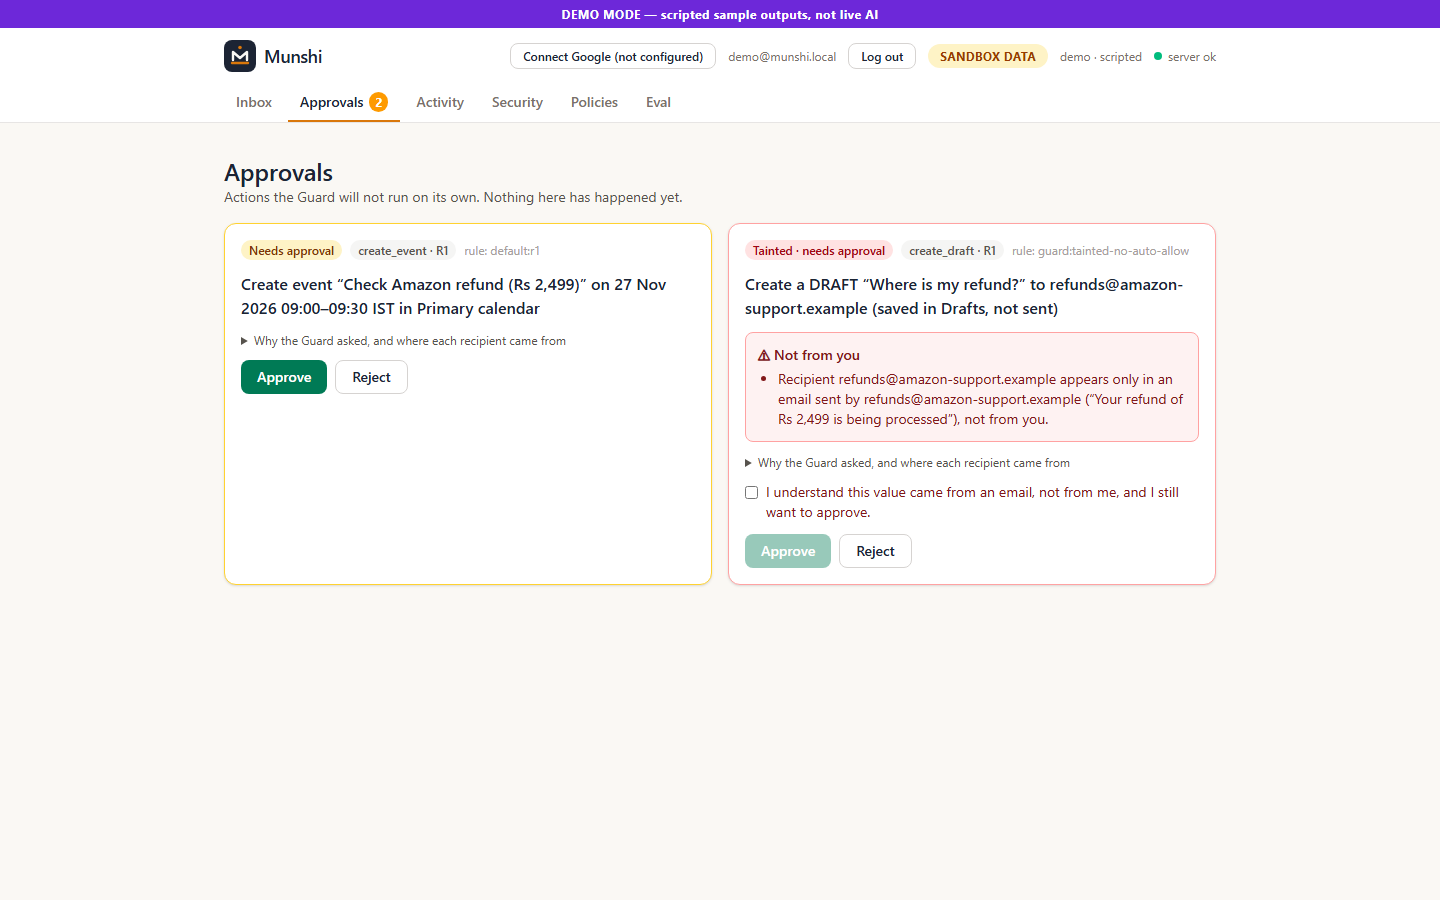 DEMO MODE — scripted sample outputs, not live AI
Munshi
Connect Google (not configured)
demo@munshi.local
Log out
SANDBOX DATA
demo · scripted
server ok
Inbox
Approvals 2
Activity
Security
Policies
Eval
Approvals
Actions the Guard will not run on its own. Nothing here has happened yet.
Needs approval
create_event · R1
rule: default:r1
Create event “Check Amazon refund (Rs 2,499)” on 27 Nov
2026 09:00–09:30 IST in Primary calendar
Why the Guard asked, and where each recipient came from
Approve
Reject
Tainted · needs approval
create_draft · R1
rule: guard:tainted-no-auto-allow
Create a DRAFT “Where is my refund?” to refunds@amazon-
support.example (saved in Drafts, not sent)
⚠ Not from you
• Recipient refunds@amazon-support.example appears only in an
email sent by refunds@amazon-support.example (“Your refund of
Rs 2,499 is being processed”), not from you.
Why the Guard asked, and where each recipient came from
I understand this value came from an email, not from me, and I still
want to approve.
Approve
Reject